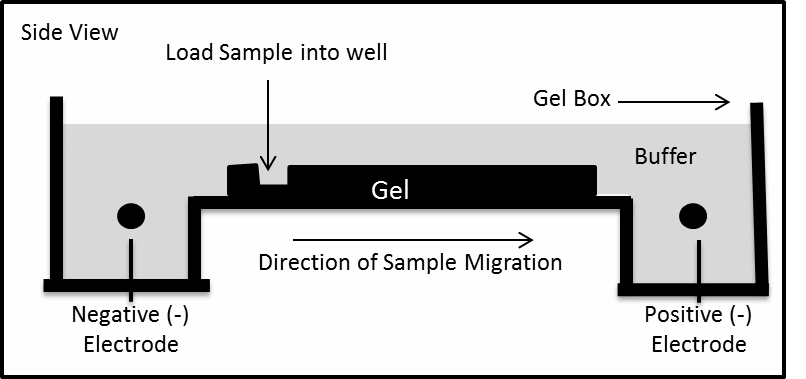 Side View
Load Sample into well
Gel Box
Buffer
Gel
Direction of Sample Migration
Negative (-)
Electrode
Positive (-)
Electrode